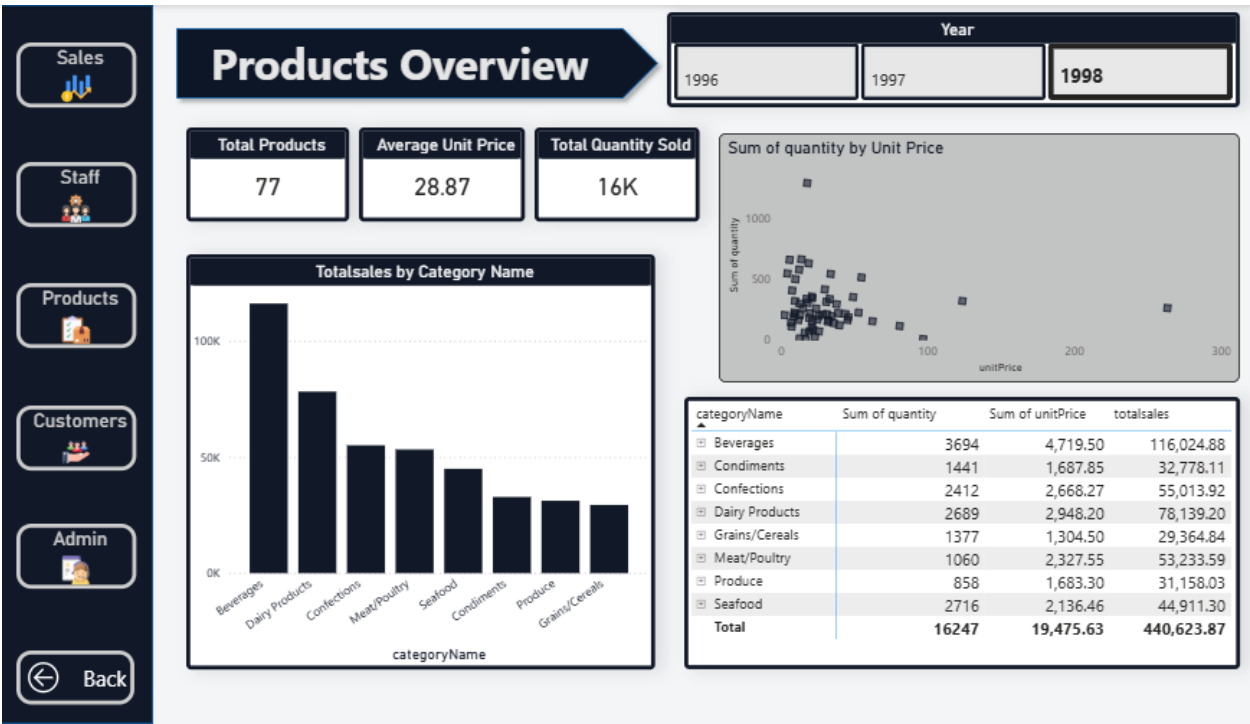 Sales
Staff
Products
Customers
Admin
Back
Products Overview
Year
1996
1997
1998
Total Products
77
Average Unit Price
28.87
Total Quantity Sold
16K
Sum of quantity by Unit Price
Sum of quantity
1000
500
0
0
100
200
300
unitPrice
Totalsales by Category Name
100K
50K
0K
Beverages
Dairy Products
Confections
Meat/Poultry
Seafood
Condiments
Produce
Grains/Cereals
categoryName
categoryName Sum of quantity Sum of unitPrice totalsales
Beverages 3694 4,719.50 116,024.88
Condiments 1441 1,687.85 32,778.11
Confections 2412 2,668.27 55,013.92
Dairy Products 2689 2,948.20 78,139.20
Grains/Cereals 1377 1,304.50 29,364.84
Meat/Poultry 1060 2,327.55 53,233.59
Produce 858 1,683.30 31,158.03
Seafood 2716 2,136.46 44,911.30
Total 16247 19,475.63 440,623.87